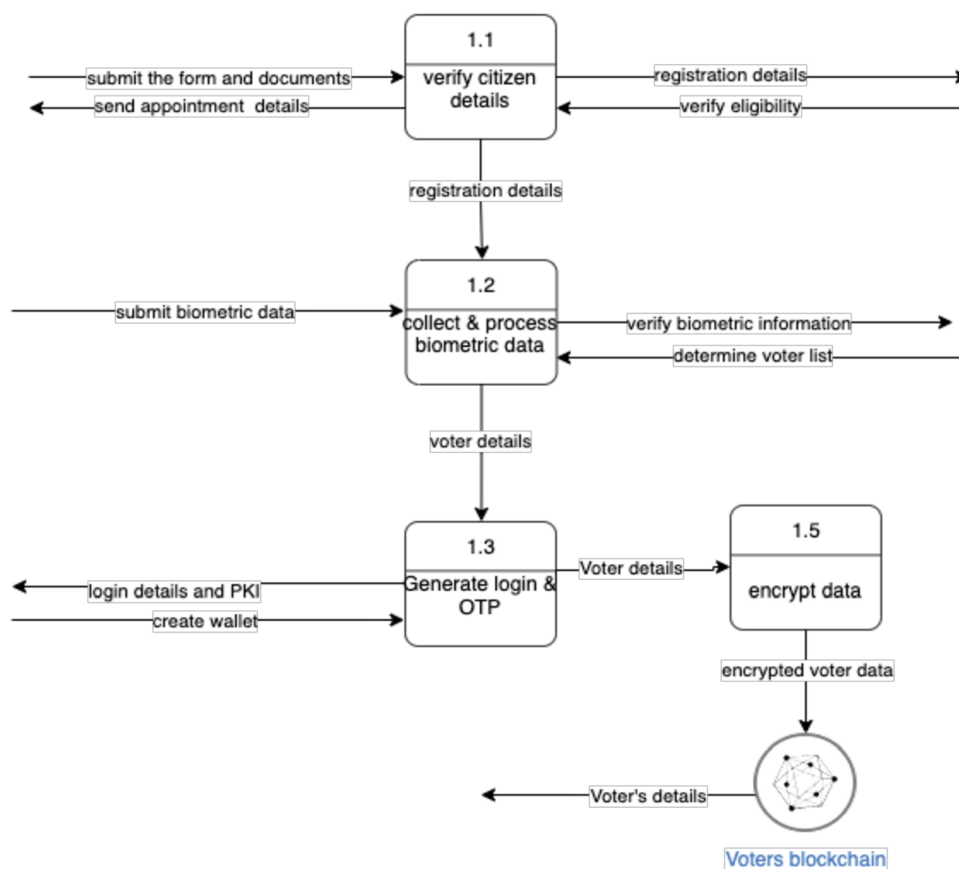 1.1
submit the form and documents
verify citizen
details
registration details
send appointment details
verify eligibility
registration details
1.2
submit biometric data
collect & process
biometric data
verify biometric information
determine voter list
voter details
1.3
1.5
Generate login &
OTP
Voter details
encrypt data
login details and PKI
create wallet
encrypted voter data
Voter's details
Voters blockchain